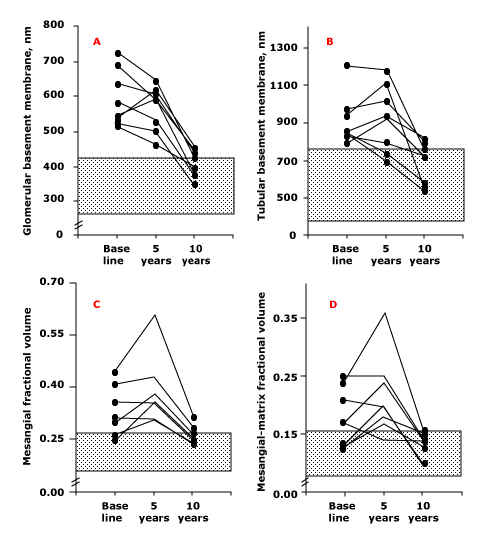 A
Glomerular basement membrane, nm
800
700
600
500
400
300
0
Base line
5 years
10 years
B
Tubular basement membrane, nm
1300
1100
900
700
500
0
Base line
5 years
10 years
C
Mesangial fractional volume
0.70
0.55
0.40
0.25
0.00
Base line
5 years
10 years
D
Mesangial-matrix fractional volume
0.35
0.25
0.15
0.00
Base line
5 years
10 years